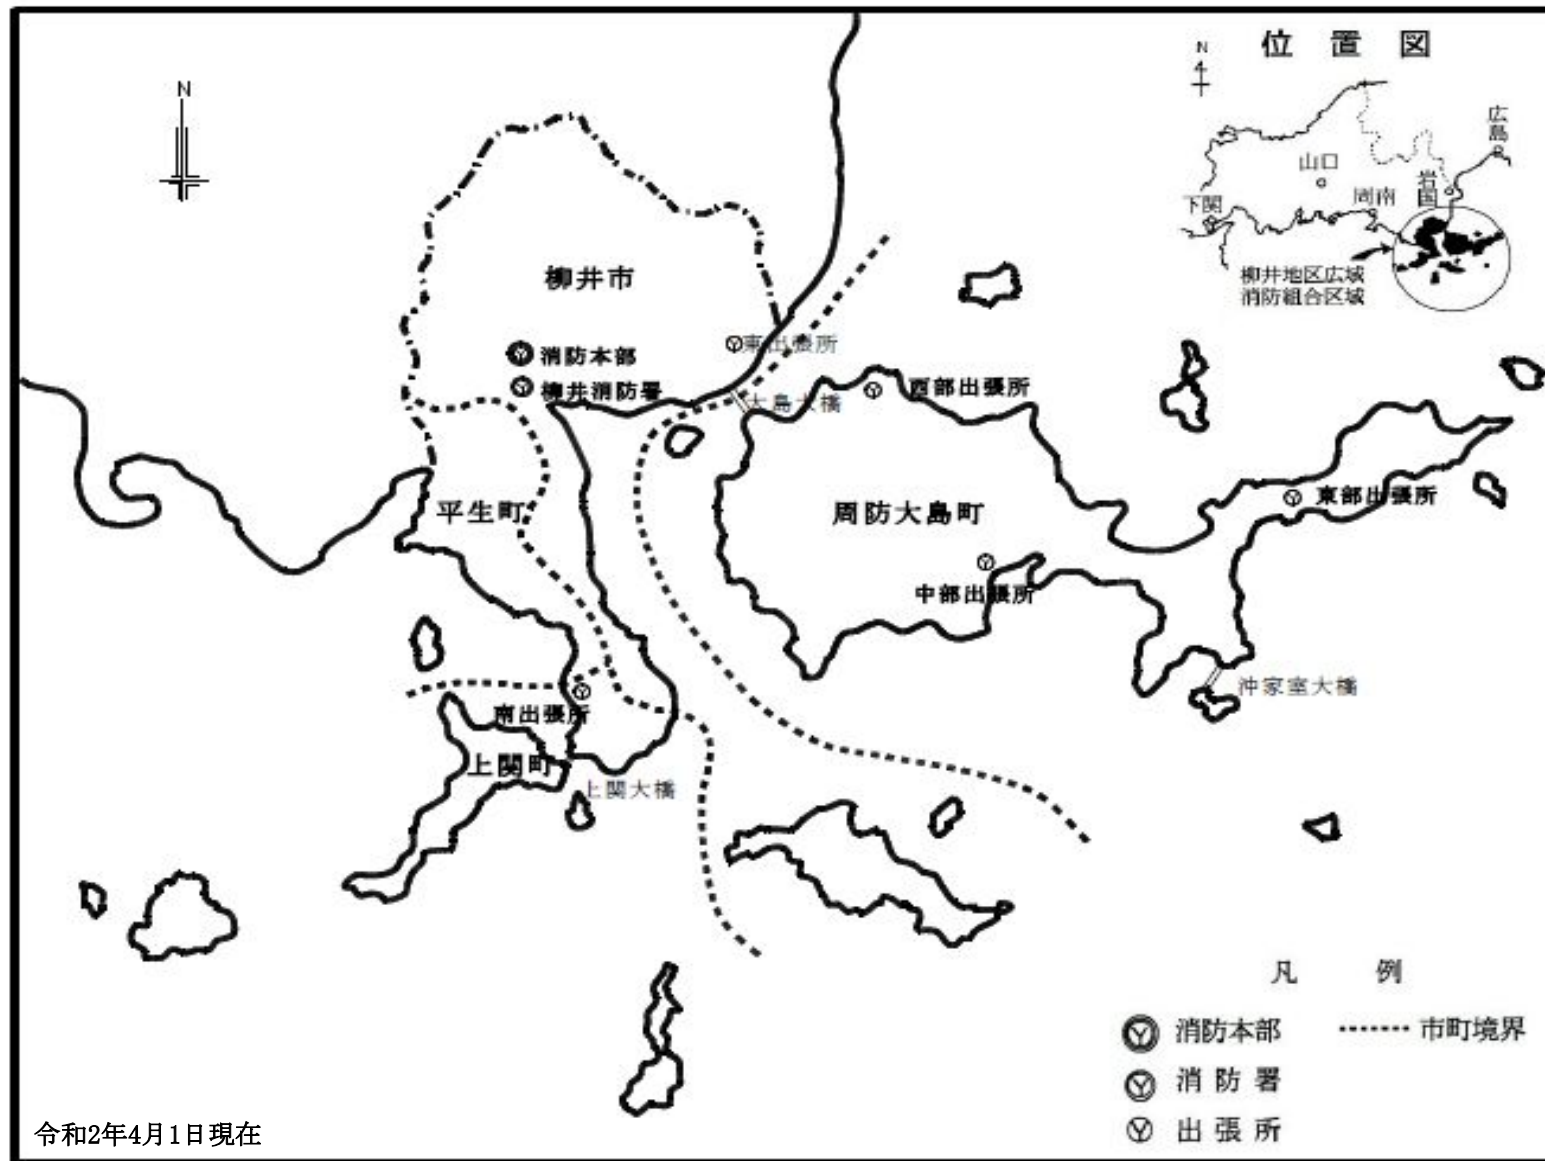 N
位置図
N
広島
山口
岩国
周南
下関
柳井地区広域
消防組合区域
柳井市
消防本部
東出張所
柳井消防署
大島大橋
西部出張所
東部出張所
平生町
周防大島町
中部出張所
沖家室大橋
南出張所
上関町
上関大橋
凡例
消防本部
市町境界
消防署
出張所
令和2年4月1日現在